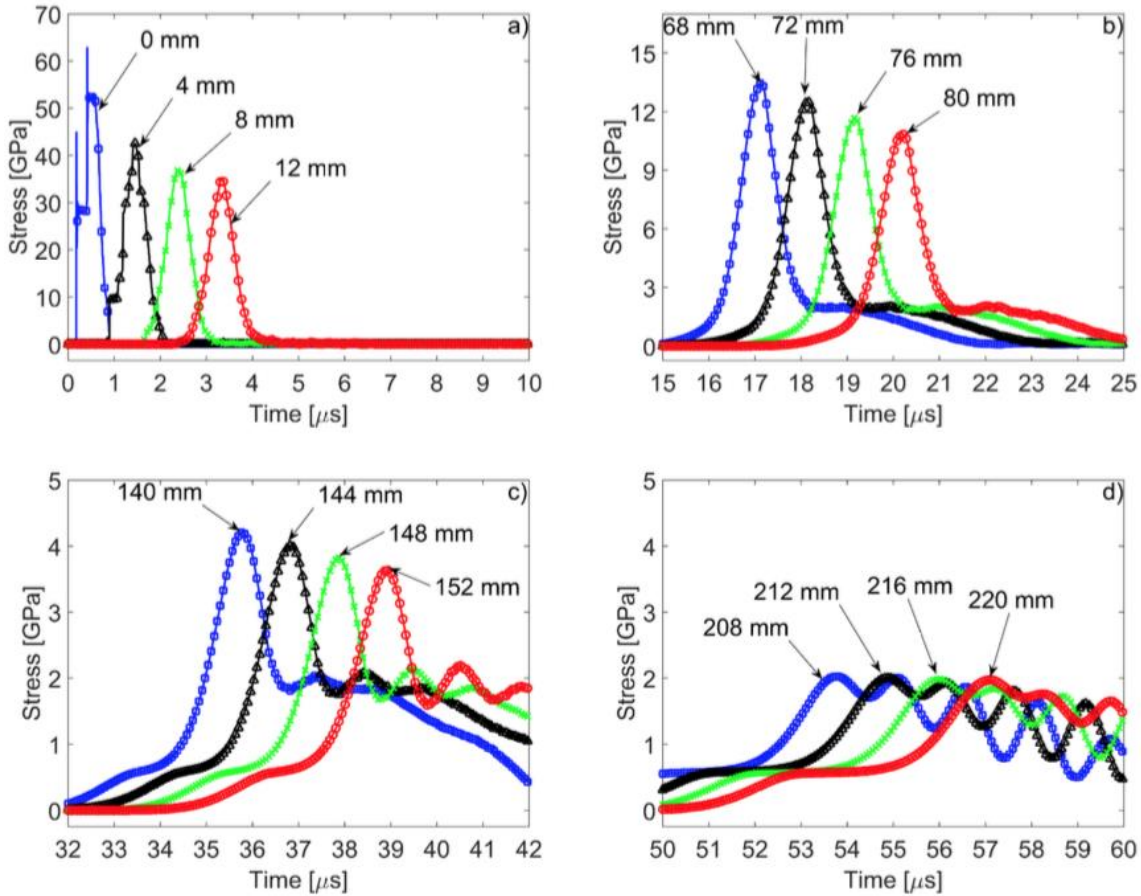 a)
70
60
50
40
30
20
10
0
Stress [GPa]
0 mm
4 mm
8 mm
12 mm
0 1 2 3 4 5 6 7 8 9 10
Time [μs]
b)
15
12
9
6
3
0
Stress [GPa]
68 mm
72 mm
76 mm
80 mm
15 16 17 18 19 20 21 22 23 24 25
Time [μs]
c)
5
4
3
2
1
0
Stress [GPa]
140 mm
144 mm
148 mm
152 mm
32 33 34 35 36 37 38 39 40 41 42
Time [μs]
d)
5
4
3
2
1
0
Stress [GPa]
208 mm
212 mm
216 mm
220 mm
50 51 52 53 54 55 56 57 58 59 60
Time [μs]